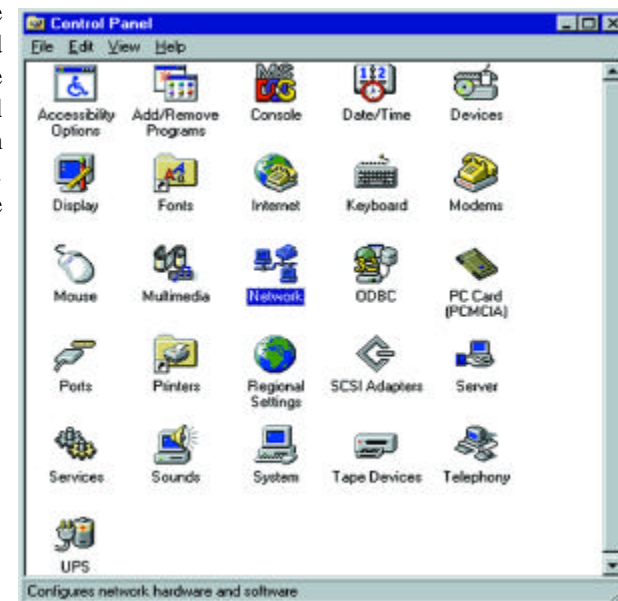 Control Panel
File Edit View Help
Accessibility Options
Add/Remove Programs
Console
Date/Time
Devices
Display
Fonts
Internet
Keyboard
Modems
Mouse
Multimedia
Network
ODBC
PC Card (PCMCIA)
Ports
Printers
Regional Settings
SCSI Adapters
Server
Services
Sounds
System
Tape Devices
Telephony
UPS
Configures network hardware and software